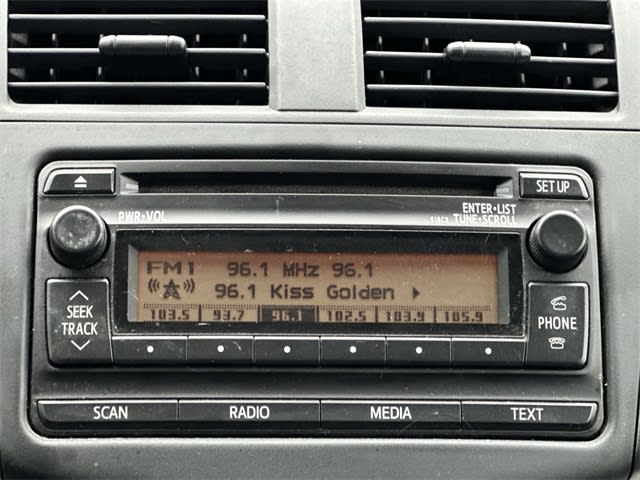 SET UP
PWR•VOL
ENTER•LIST
TUNE•SCROLL
FM1 96.1 MHz 96.1
96.1 Kiss Golden
103.5 93.7 96.1 102.5 103.9 105.9
SEEK
TRACK
PHONE
SCAN RADIO MEDIA TEXT